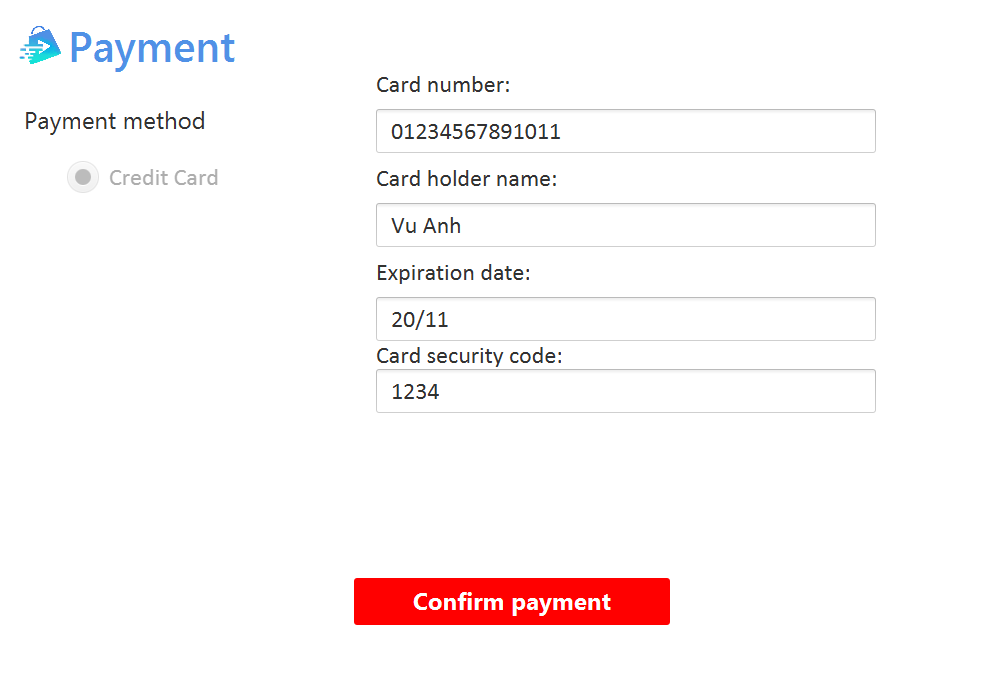 Payment
Payment method
Credit Card
Card number:
01234567891011
Card holder name:
Vu Anh
Expiration date:
20/11
Card security code:
1234
Confirm payment